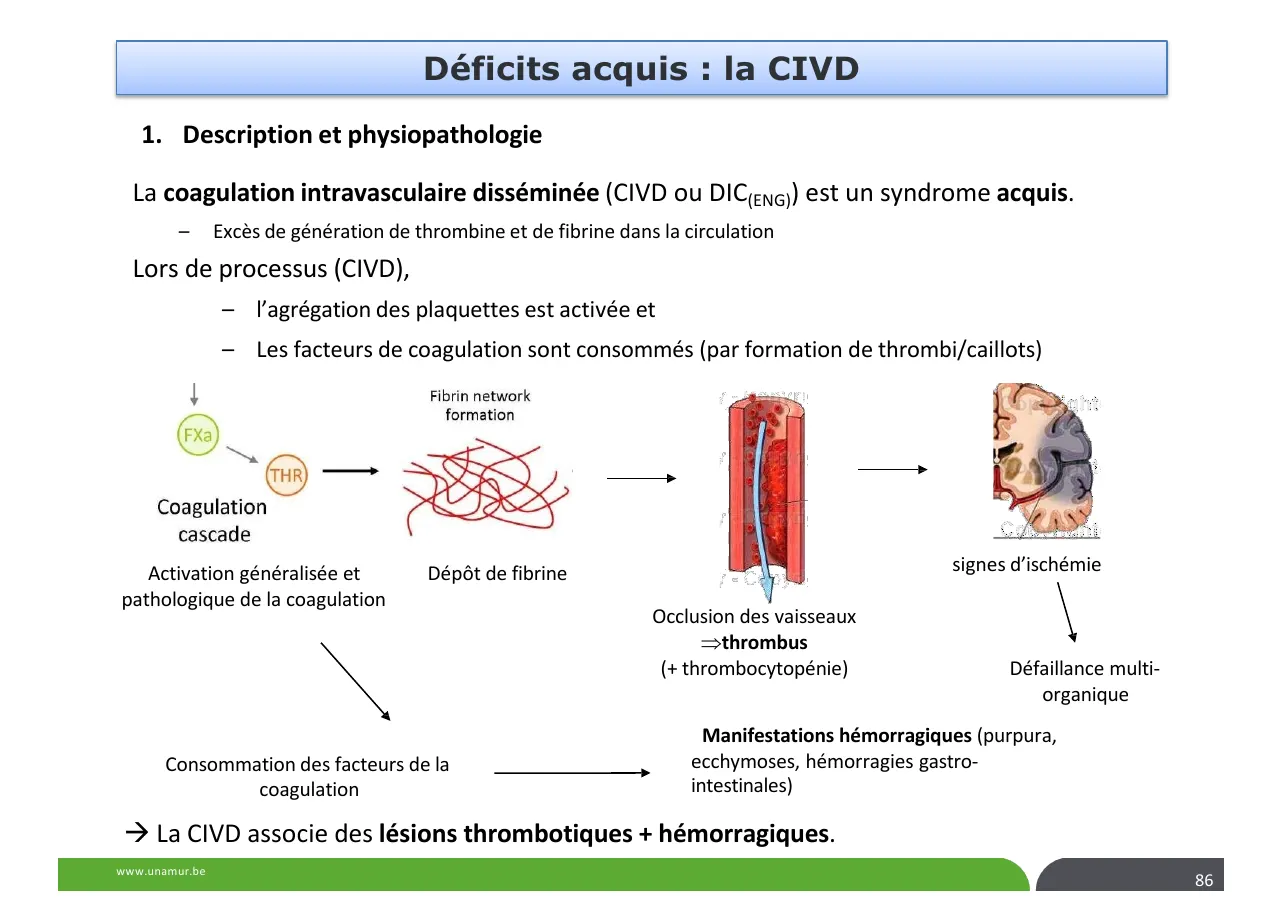 Déficits acquis : la CIVD
1. Description et physiopathologie
La coagulation intravasculaire disséminée (CIVD ou DIC(ENG)) est un syndrome acquis.
– Excès de génération de thrombine et de fibrine dans la circulation
Lors de processus (CIVD),
– l’agrégation des plaquettes est activée et
– Les facteurs de coagulation sont consommés (par formation de thrombi/caillots)
FXa
THR
Coagulation
cascade
Fibrin network
formation
Activation généralisée et
pathologique de la coagulation
Dépôt de fibrine
Occlusion des vaisseaux
⇒thrombus
(+ thrombocytopénie)
signes d’ischémie
Défaillance multi-
organique
Consommation des facteurs de la
coagulation
Manifestations hémorragiques (purpura,
ecchymoses, hémorragies gastro-
intestinales)
→ La CIVD associe des lésions thrombotiques + hémorragiques.
www.unamur.be
86